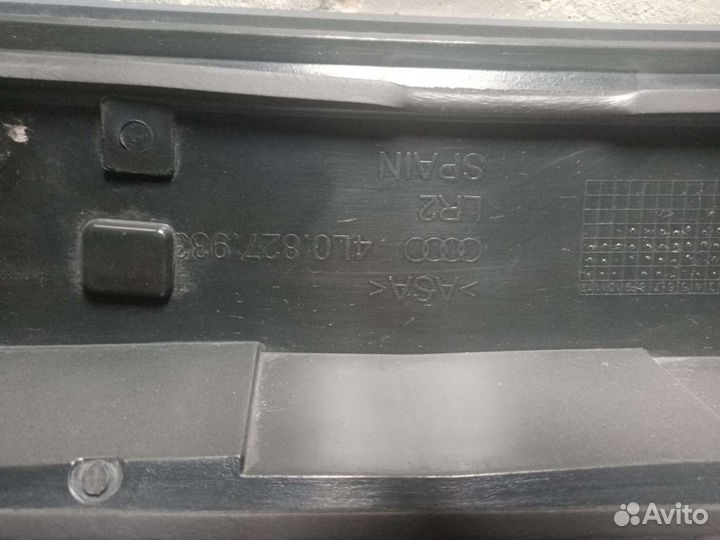 >ASA<
4L0.827.933
LR2
SPAIN
Avito